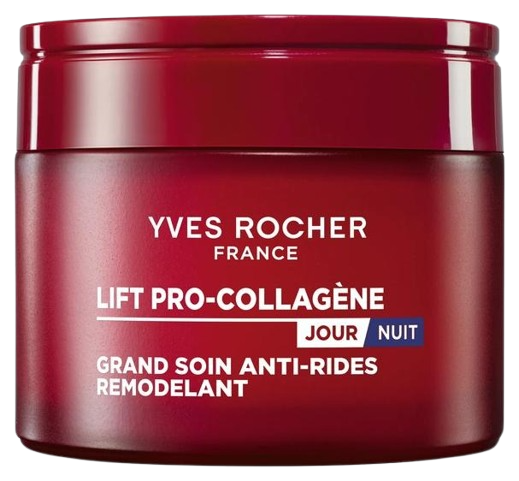 YVES ROCHER
FRANCE
LIFT PRO-COLLAGÈNE
JOUR / NUIT
GRAND SOIN ANTI-RIDES
REMODELANT